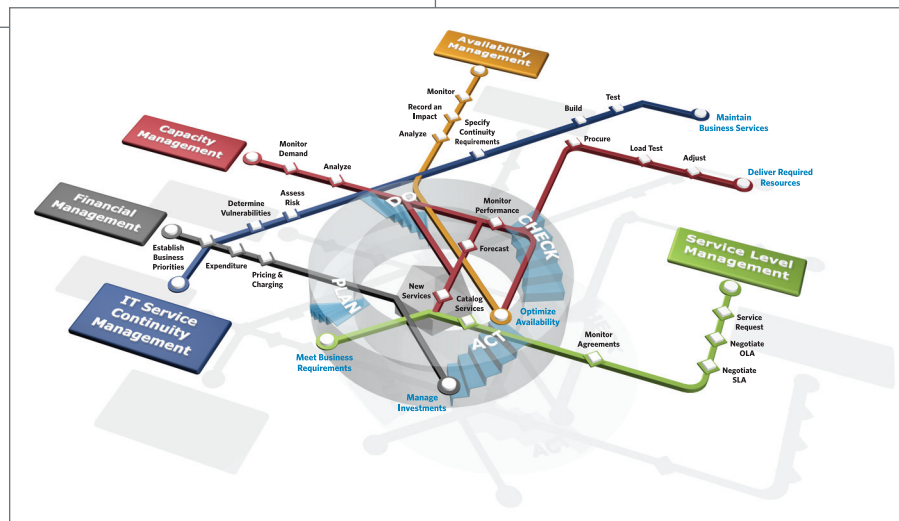 Availability
Management
Monitor
Record an
Impact
Analyze
Specify
Continuity
Requirements
Build
Test
Maintain
Business Services
Capacity
Management
Monitor
Demand
Analyze
Procure
Load Test
Adjust
Deliver Required
Resources
Financial
Management
Determine
Vulnerabilities
Assess
Risk
DO
Monitor
Performance
CHECK
Forecast
Establish
Business
Priorities
Expenditure
Pricing &
Charging
Service Level
Management
IT Service
Continuity
Management
PLAN
New
Services
Catalog
Services
Optimize
Availability
ACT
Service
Request
Negotiate
OLA
Negotiate
SLA
Monitor
Agreements
Meet Business
Requirements
Manage
Investments
ACT